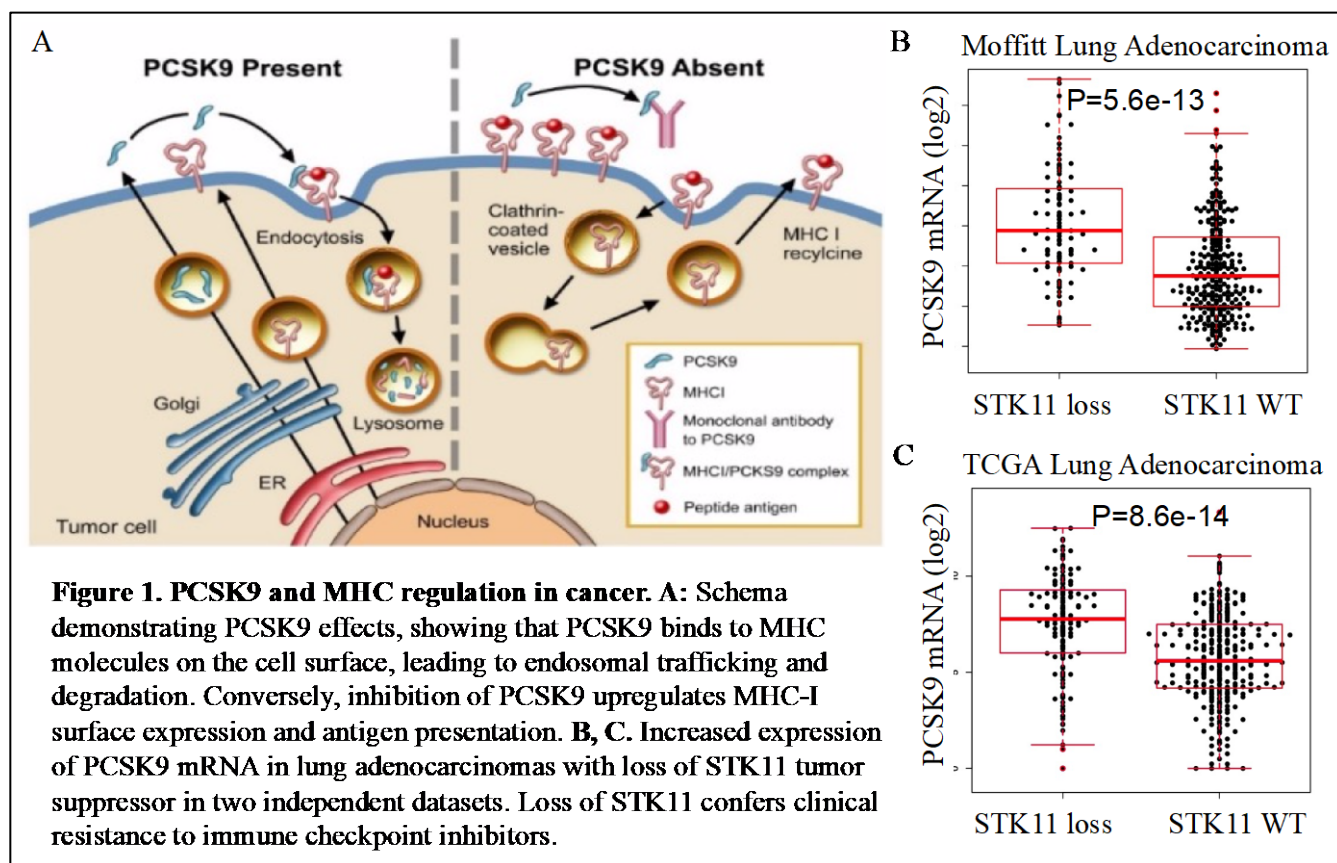 A
PCSK9 Present
PCSK9 Absent
Endocytosis
Clathrin-
coated
vesicle
MHC I
recylcine
Golgi
Lysosome
ER
Tumor cell
Nucleus
PCSK9
MHCI
Monoclonal antibody
to PCSK9
MHCI/PCKS9 complex
Peptide antigen
B
Moffitt Lung Adenocarcinoma
P=5.6e-13
PCSK9 mRNA (log2)
STK11 loss
STK11 WT
C
TCGA Lung Adenocarcinoma
P=8.6e-14
PCSK9 mRNA (log2)
STK11 loss
STK11 WT
Figure 1. PCSK9 and MHC regulation in cancer. A: Schema
demonstrating PCSK9 effects, showing that PCSK9 binds to MHC
molecules on the cell surface, leading to endosomal trafficking and
degradation. Conversely, inhibition of PCSK9 upregulates MHC-I
surface expression and antigen presentation. B, C. Increased expression
of PCSK9 mRNA in lung adenocarcinomas with loss of STK11 tumor
suppressor in two independent datasets. Loss of STK11 confers clinical
resistance to immune checkpoint inhibitors.